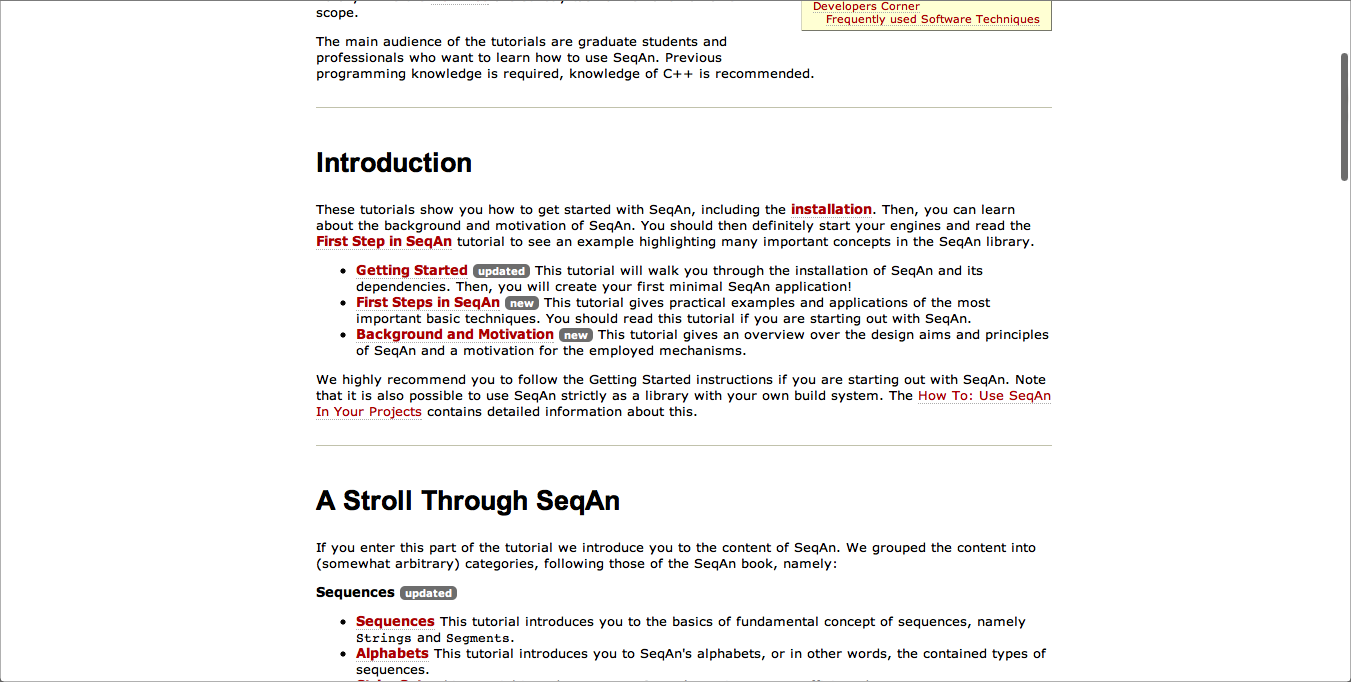 scope.
Developers Corner
Frequently used Software Techniques
The main audience of the tutorials are graduate students and
professionals who want to learn how to use SeqAn. Previous
programming knowledge is required, knowledge of C++ is recommended.
Introduction
These tutorials show you how to get started with SeqAn, including the installation. Then, you can learn
about the background and motivation of SeqAn. You should then definitely start your engines and read the
First Step in SeqAn tutorial to see an example highlighting many important concepts in the SeqAn library.
• Getting Started updated This tutorial will walk you through the installation of SeqAn and its
dependencies. Then, you will create your first minimal SeqAn application!
• First Steps in SeqAn new This tutorial gives practical examples and applications of the most
important basic techniques. You should read this tutorial if you are starting out with SeqAn.
• Background and Motivation new This tutorial gives an overview over the design aims and principles
of SeqAn and a motivation for the employed mechanisms.
We highly recommend you to follow the Getting Started instructions if you are starting out with SeqAn. Note
that it is also possible to use SeqAn strictly as a library with your own build system. The How To: Use SeqAn
In Your Projects contains detailed information about this.
A Stroll Through SeqAn
If you enter this part of the tutorial we introduce you to the content of SeqAn. We grouped the content into
(somewhat arbitrary) categories, following those of the SeqAn book, namely:
Sequences updated
• Sequences This tutorial introduces you to the basics of fundamental concept of sequences, namely
Strings and Segments.
• Alphabets This tutorial introduces you to SeqAn's alphabets, or in other words, the contained types of
sequences.